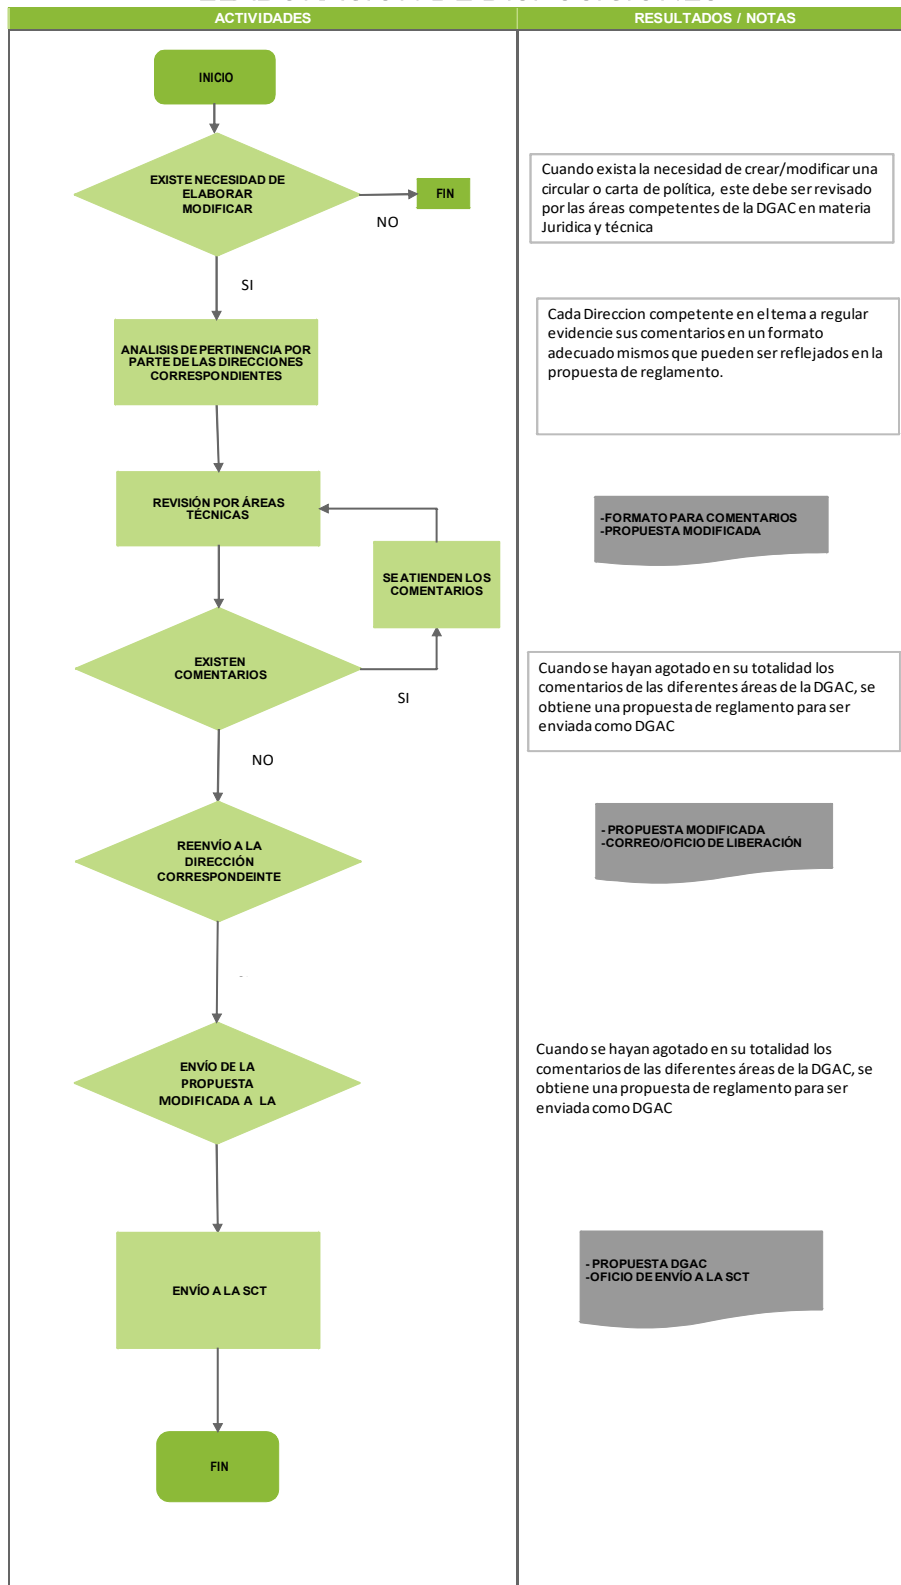 ACTIVIDADES
RESULTADOS / NOTAS
INICIO
EXISTE NECESIDAD DE
ELABORAR
MODIFICAR
FIN
NO
Cuando exista la necesidad de crear/modificar una
circular o carta de política, este debe ser revisado
por las áreas competentes de la DGAC en materia
Juridica y técnica
SI
ANALISIS DE PERTINENCIA POR
PARTE DE LAS DIRECCIONES
CORRESPONDIENTES
Cada Direccion competente en el tema a regular
evidencie sus comentarios en un formato
adecuado mismos que pueden ser reflejados en la
propuesta de reglamento.
REVISIÓN POR ÁREAS
TÉCNICAS
-FORMATO PARA COMENTARIOS
-PROPUESTA MODIFICADA
SE ATIENDEN LOS
COMENTARIOS
EXISTEN
COMENTARIOS
SI
Cuando se hayan agotado en su totalidad los
comentarios de las diferentes áreas de la DGAC, se
obtiene una propuesta de reglamento para ser
enviada como DGAC
NO
REENVÍO A LA
DIRECCIÓN
CORRESPONDEINTE
- PROPUESTA MODIFICADA
-CORREO/OFICIO DE LIBERACIÓN
ENVÍO DE LA
PROPUESTA
MODIFICADA A LA
Cuando se hayan agotado en su totalidad los
comentarios de las diferentes áreas de la DGAC, se
obtiene una propuesta de reglamento para ser
enviada como DGAC
ENVÍO A LA SCT
- PROPUESTA DGAC
-OFICIO DE ENVÍO A LA SCT
FIN